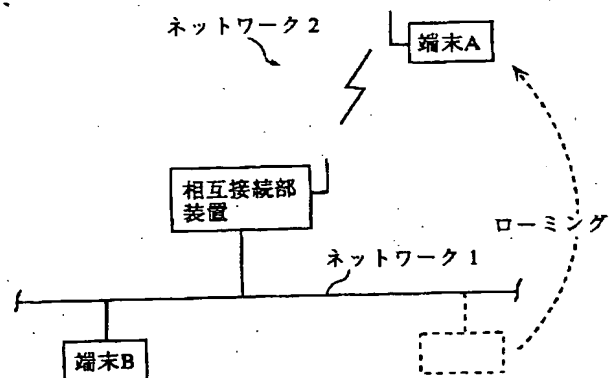 ネットワーク2
端末A
相互接続部
装置
ローミング
ネットワーク1
端末B